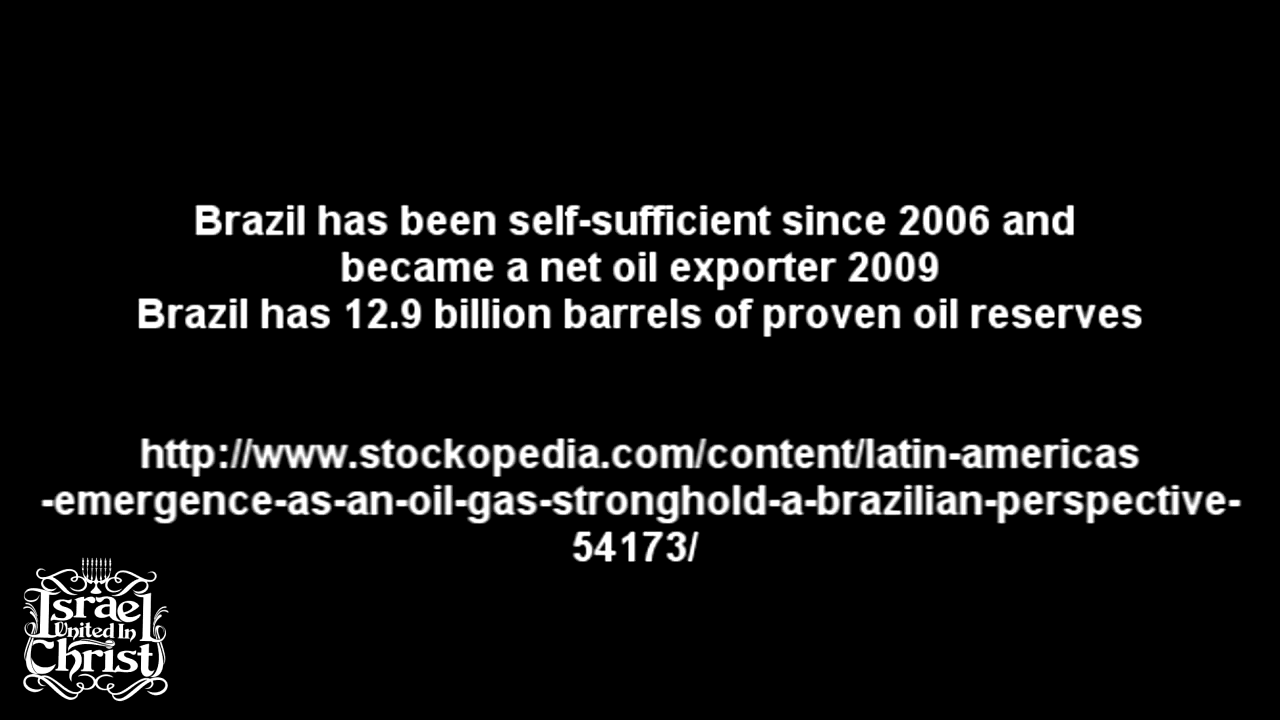 Brazil has been self-sufficient since 2006 and
became a net oil exporter 2009
Brazil has 12.9 billion barrels of proven oil reserves
http://www.stockopedia.com/content/latin-americas
-emergence-as-an-oil-gas-stronghold-a-brazilian-perspective-
54173/
Israel
United In
Christ